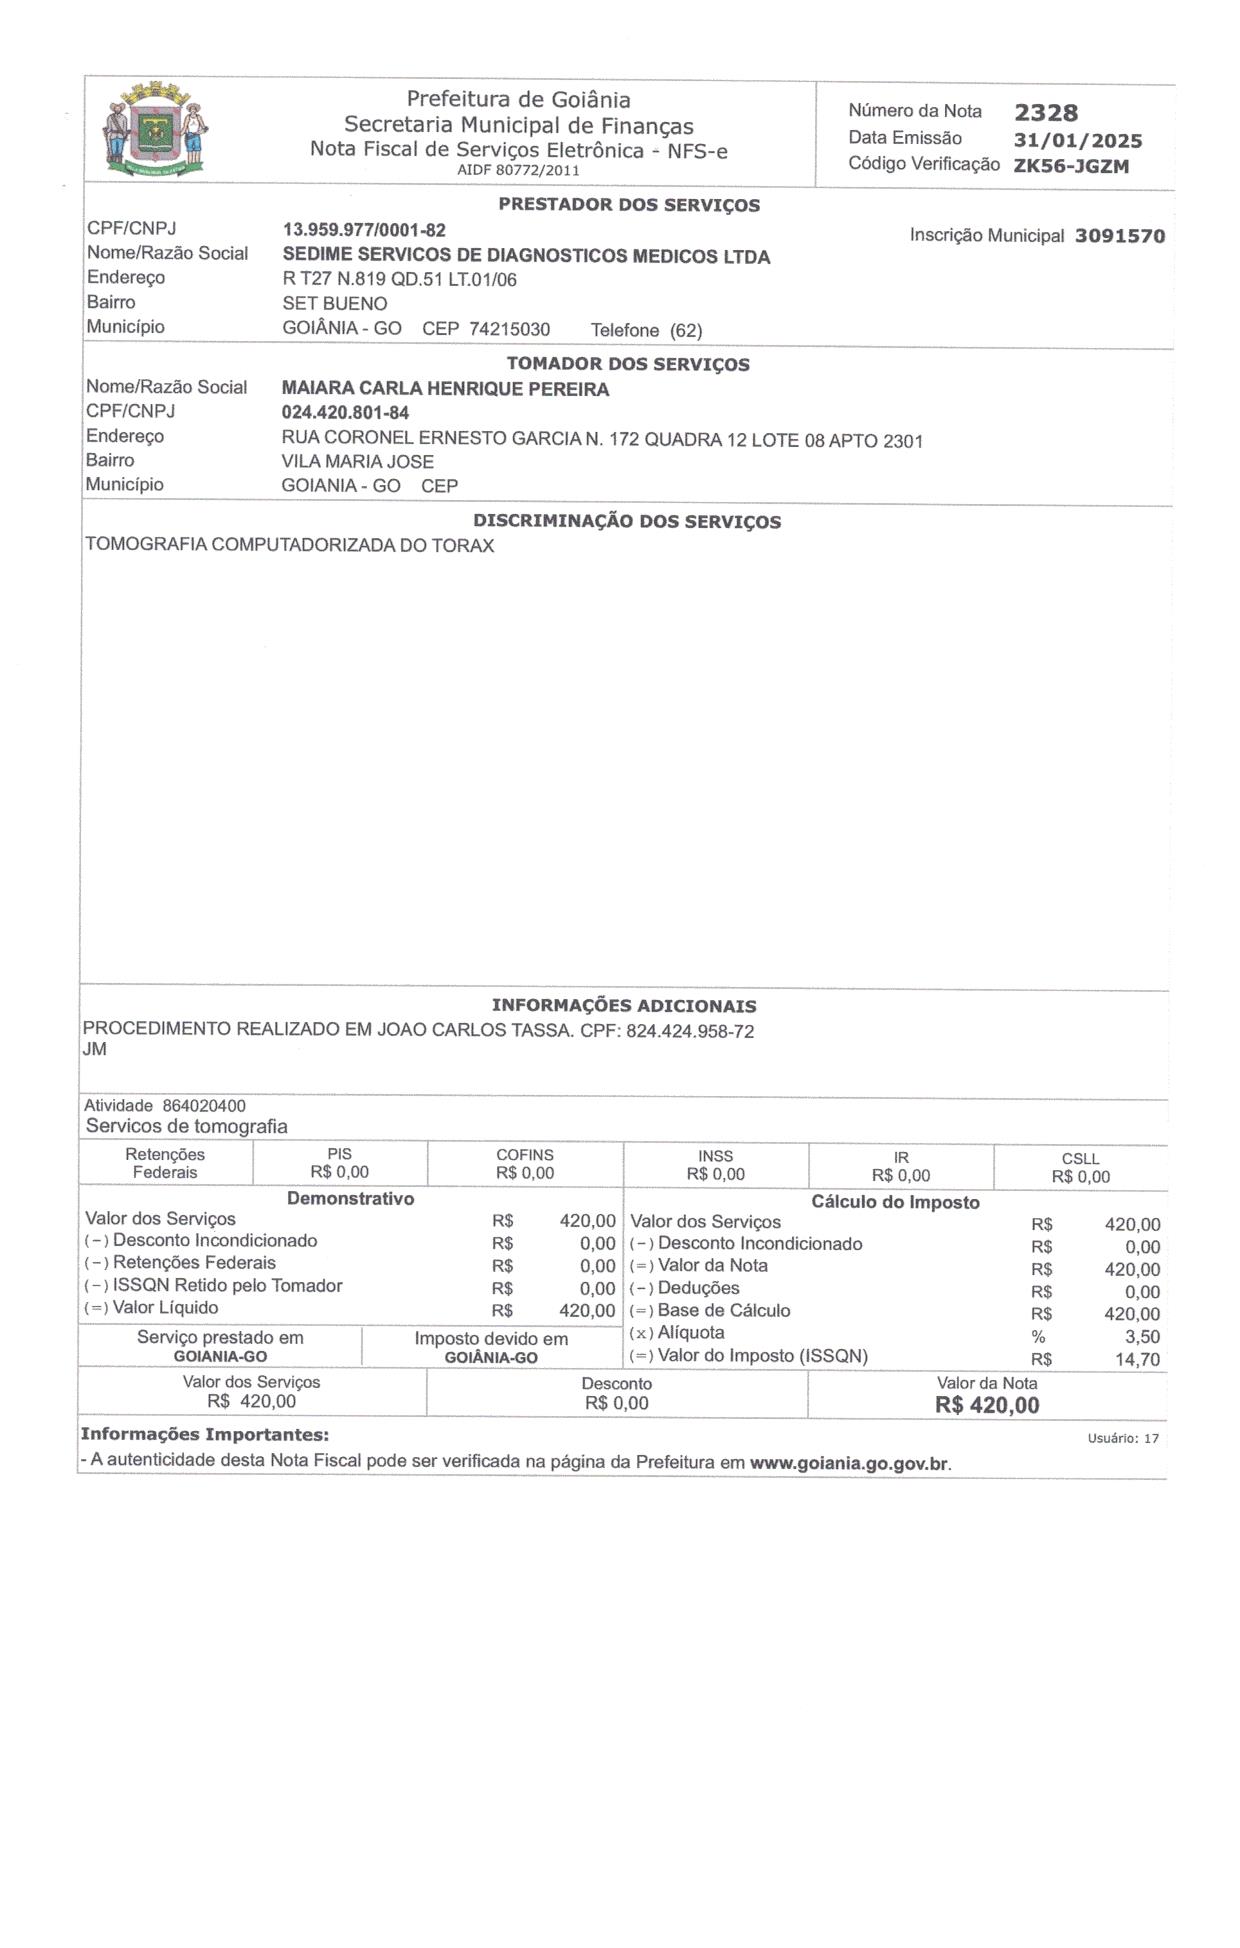 Prefeitura de Goiânia
Secretaria Municipal de Finanças
Nota Fiscal de Serviços Eletrônica - NFS-e
AIDF 80772/2011
Número da Nota 2328
Data Emissão 31/01/2025
Código Verificação ZK56-JGZM
PRESTADOR DOS SERVIÇOS
CPF/CNPJ 13.959.977/0001-82
Inscrição Municipal 3091570
Nome/Razão Social SEDIME SERVICOS DE DIAGNOSTICOS MEDICOS LTDA
Endereço R T27 N.819 QD.51 LT.01/06
Bairro SET BUENO
Município GOIÂNIA - GO CEP 74215030 Telefone (62)
TOMADOR DOS SERVIÇOS
Nome/Razão Social MAIARA CARLA HENRIQUE PEREIRA
CPF/CNPJ 024.420.801-84
Endereço RUA CORONEL ERNESTO GARCIA N. 172 QUADRA 12 LOTE 08 APTO 2301
Bairro VILA MARIA JOSE
Município GOIANIA - GO CEP
DISCRIMINAÇÃO DOS SERVIÇOS
TOMOGRAFIA COMPUTADORIZADA DO TORAX
INFORMAÇÕES ADICIONAIS
PROCEDIMENTO REALIZADO EM JOAO CARLOS TASSA. CPF: 824.424.958-72
JM
Atividade 864020400
Servicos de tomografia
Retenções Federais
PIS R$ 0,00
COFINS R$ 0,00
INSS R$ 0,00
IR R$ 0,00
CSLL R$ 0,00
Demonstrativo
Valor dos Serviços R$ 420,00
(-) Desconto Incondicionado R$ 0,00
(-) Retenções Federais R$ 0,00
(-) ISSQN Retido pelo Tomador R$ 0,00
(=) Valor Líquido R$ 420,00
Serviço prestado em
GOIANIA-GO
Imposto devido em
GOIÂNIA-GO
Cálculo do Imposto
Valor dos Serviços R$ 420,00
(-) Desconto Incondicionado R$ 0,00
(=) Valor da Nota R$ 420,00
(-) Deduções R$ 0,00
(=) Base de Cálculo R$ 420,00
(x) Alíquota % 3,50
(=) Valor do Imposto (ISSQN) R$ 14,70
Valor dos Serviços
R$ 420,00
Desconto
R$ 0,00
Valor da Nota
R$ 420,00
Informações Importantes:
Usuário: 17
- A autenticidade desta Nota Fiscal pode ser verificada na página da Prefeitura em www.goiania.go.gov.br.